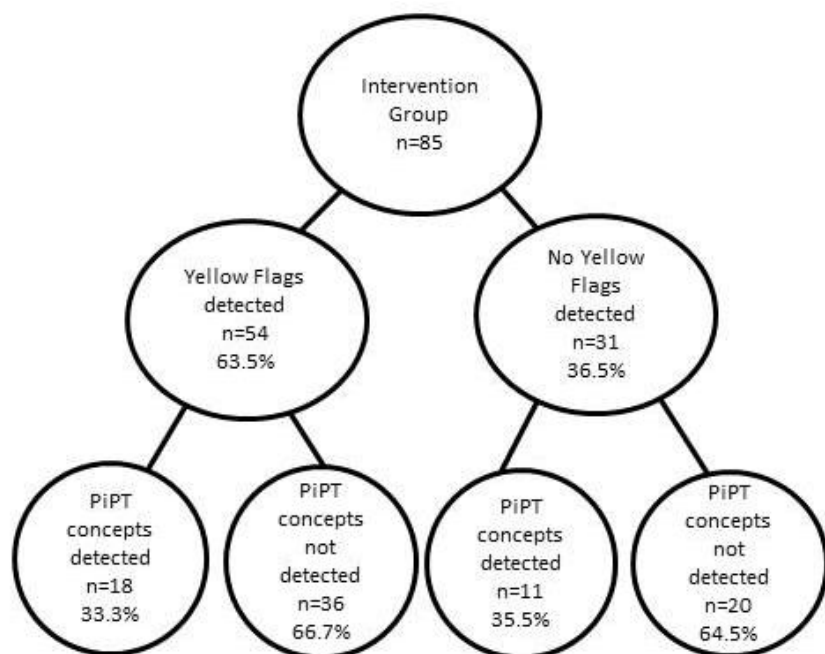 Intervention
Group
n=85
Yellow Flags
detected
n=54
63.5%
No Yellow
Flags
detected
n=31
36.5%
PiPT
concepts
detected
n=18
33.3%
PiPT
concepts
not
detected
n=36
66.7%
PiPT
concepts
detected
n=11
35.5%
PiPT
concepts
not
detected
n=20
64.5%